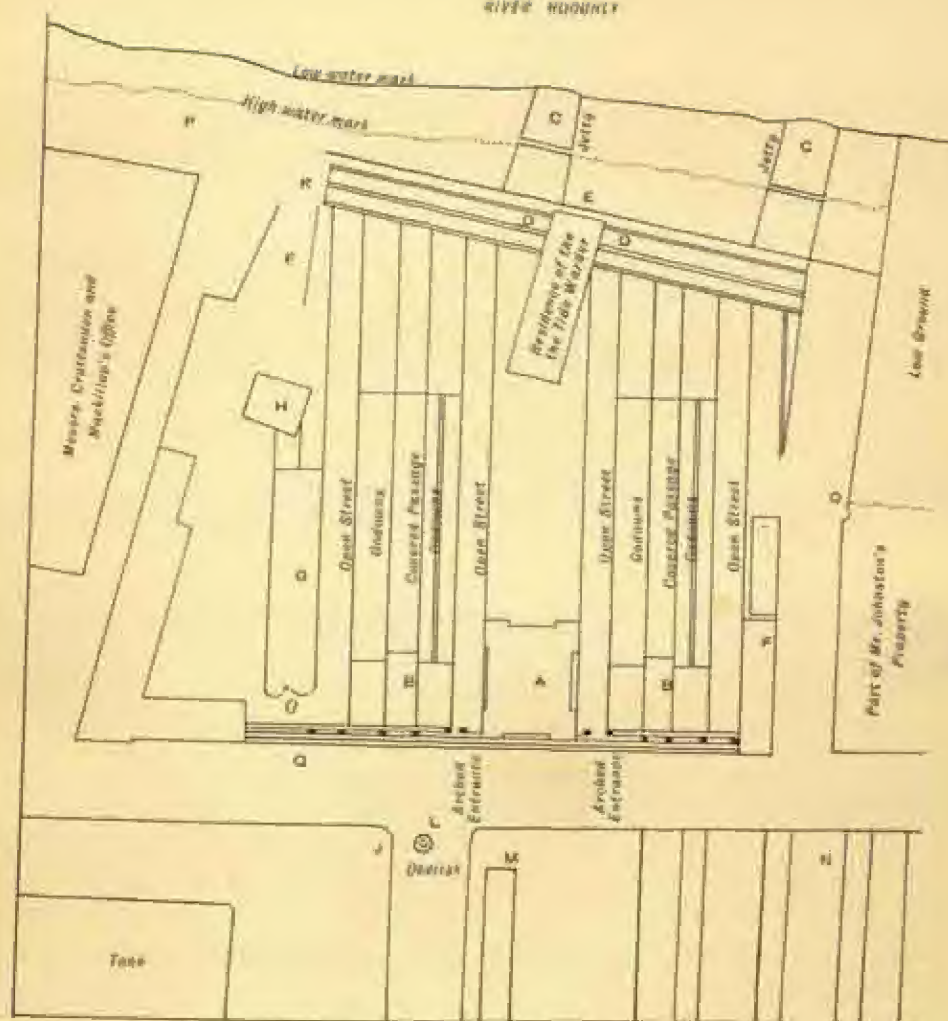 RIVER HOOGHLY
Low water mark
High water mark
P
C
Jetty
Jetty
C
K
E
D
D
Residence of the
the Tide Waiter
E
Messrs. Cruttenden and
Mackillop's Office
Low Ground
H
Open Street
Godowns
Covered Passage
Godowns
Open Street
Open Street
Godowns
Covered Passage
Godowns
Open Street
O
G
Part of Mr. Johnston's
Property
B
A
B
Q
Arched
Entrance
Arched
Entrance
J
L
Obelisk
M
N
Tank